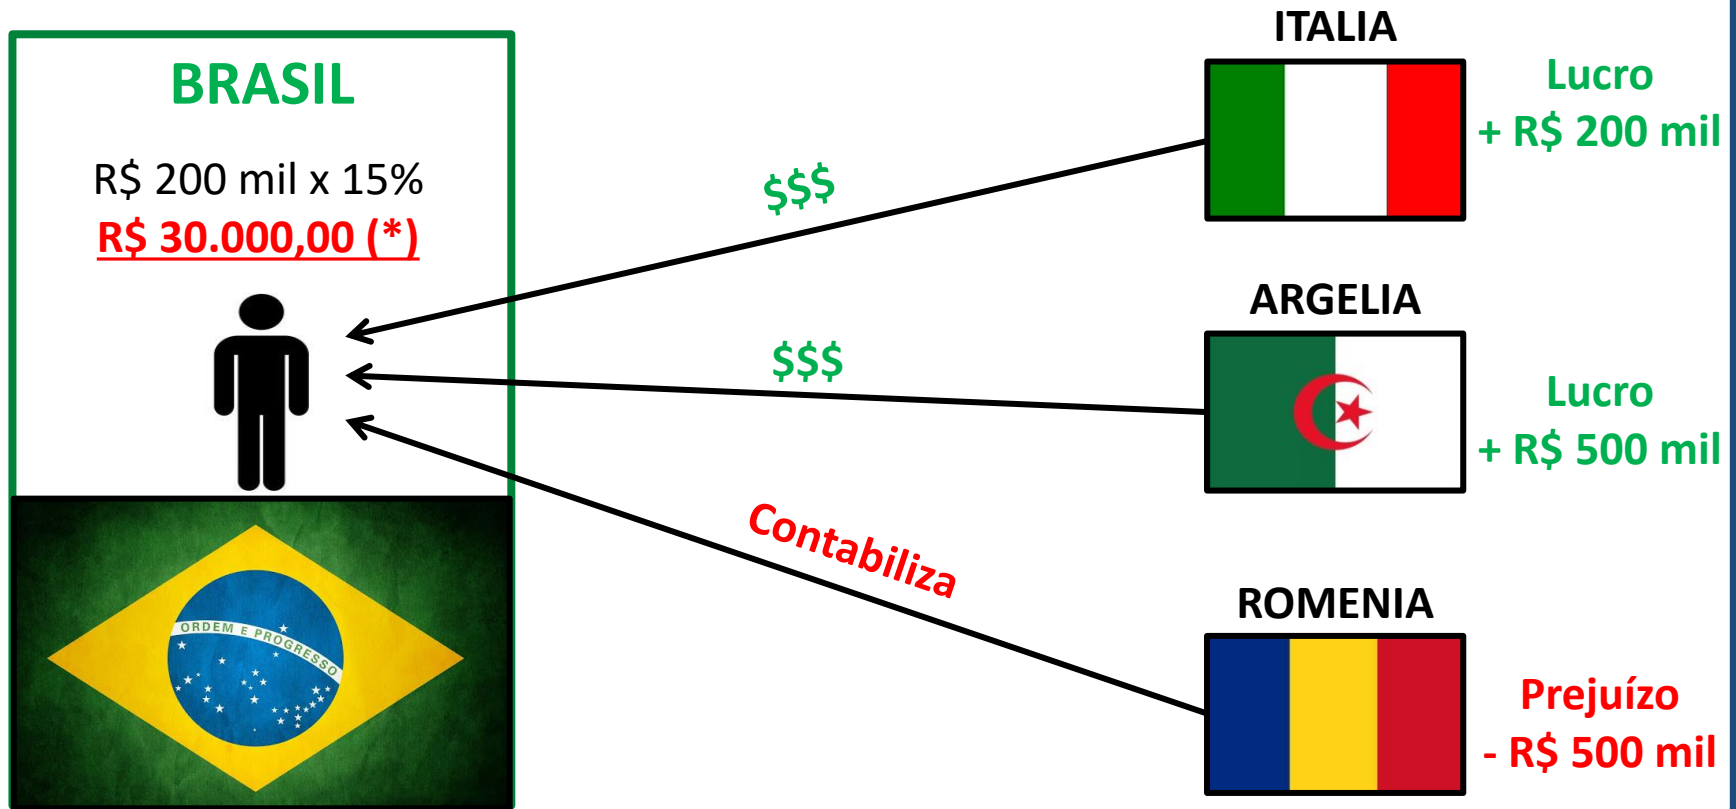 BRASIL
R$ 200 mil x 15%
R$ 30.000,00 (*)
ORDEM E PROGRESSO
$$$
$$$
Contabiliza
ITALIA
Lucro
+ R$ 200 mil
ARGELIA
Lucro
+ R$ 500 mil
ROMENIA
Prejuízo
- R$ 500 mil